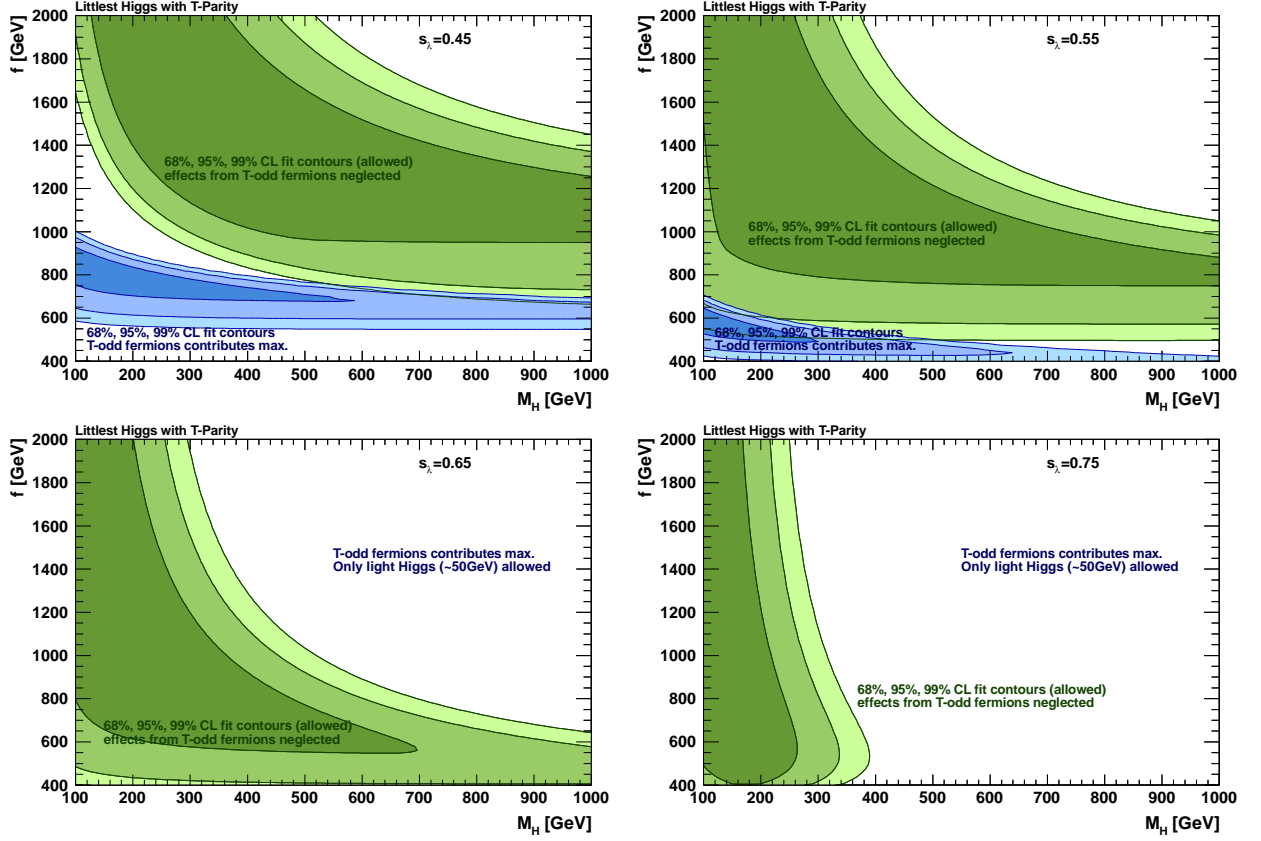 Littlest Higgs with T-Parity
f [GeV]
2000
1800
1600
1400
1200
1000
800
600
400
s_λ=0.45
68%, 95%, 99% CL fit contours (allowed)
effects from T-odd fermions neglected
68%, 95%, 99% CL fit contours
T-odd fermions contributes max.
100 200 300 400 500 600 700 800 900 1000
M_H [GeV]
Littlest Higgs with T-Parity
f [GeV]
2000
1800
1600
1400
1200
1000
800
600
400
s_λ=0.55
68%, 95%, 99% CL fit contours (allowed)
effects from T-odd fermions neglected
68%, 95%, 99% CL fit contours
T-odd fermions contributes max.
100 200 300 400 500 600 700 800 900 1000
M_H [GeV]
Littlest Higgs with T-Parity
f [GeV]
2000
1800
1600
1400
1200
1000
800
600
400
s_λ=0.65
T-odd fermions contributes max.
Only light Higgs (~50GeV) allowed
68%, 95%, 99% CL fit contours (allowed)
effects from T-odd fermions neglected
100 200 300 400 500 600 700 800 900 1000
M_H [GeV]
Littlest Higgs with T-Parity
f [GeV]
2000
1800
1600
1400
1200
1000
800
600
400
s_λ=0.75
T-odd fermions contributes max.
Only light Higgs (~50GeV) allowed
68%, 95%, 99% CL fit contours (allowed)
effects from T-odd fermions neglected
100 200 300 400 500 600 700 800 900 1000
M_H [GeV]